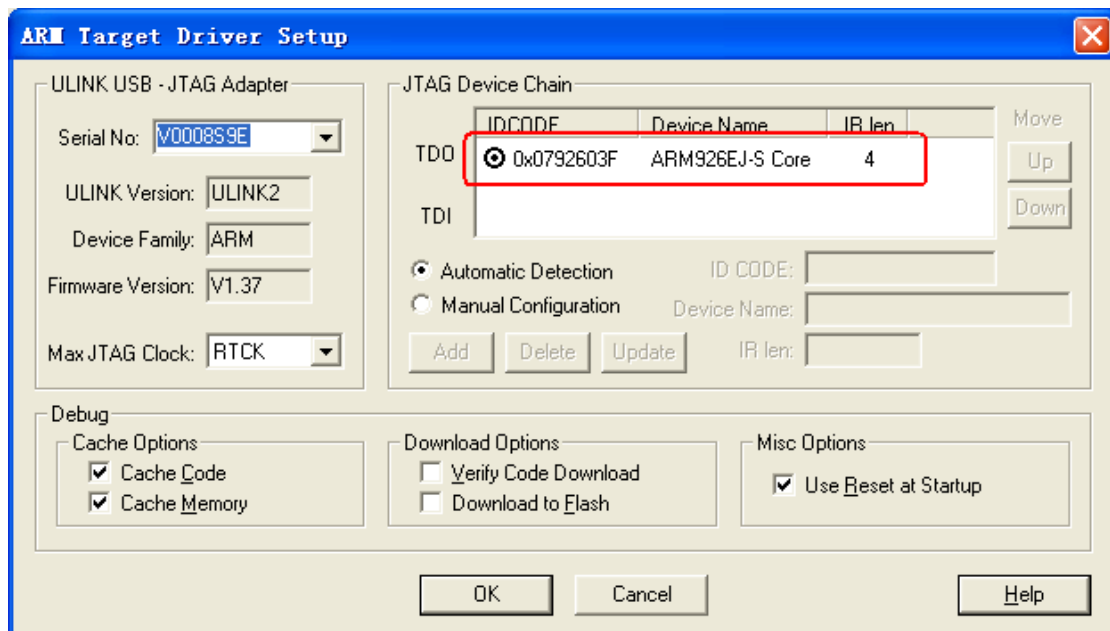 ARM Target Driver Setup
ULINK USB - JTAG Adapter
Serial No: V0008S9E
ULINK Version: ULINK2
Device Family: ARM
Firmware Version: V1.37
Max JTAG Clock: RTCK
JTAG Device Chain
IDCODE Device Name IR len
Move
TDO 0x0792603F ARM926EJ-S Core 4
Up
TDI
Down
Automatic Detection
ID CODE:
Manual Configuration
Device Name:
Add Delete Update
IR len:
Debug
Cache Options
Cache Code
Cache Memory
Download Options
Verify Code Download
Download to Flash
Misc Options
Use Reset at Startup
OK Cancel Help